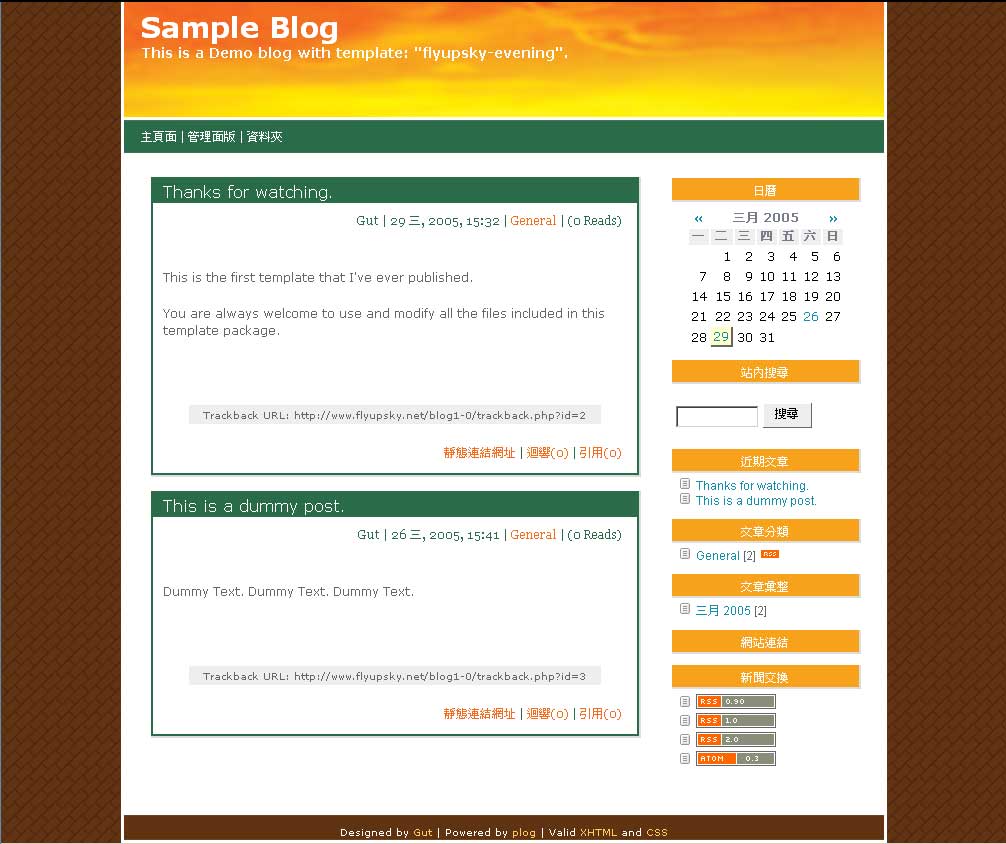 Sample Blog
This is a Demo blog with template: "flyupsky-evening".
主頁面 | 管理面版 | 資料夾
Thanks for watching.
Gut | 29 三, 2005, 15:32 | General | (0 Reads)
This is the first template that I've ever published.
You are always welcome to use and modify all the files included in this
template package.
Trackback URL: http://www.flyupsky.net/blog1-0/trackback.php?id=2
靜態連結網址 | 迴響(0) | 引用(0)
This is a dummy post.
Gut | 26 三, 2005, 15:41 | General | (0 Reads)
Dummy Text. Dummy Text. Dummy Text.
Trackback URL: http://www.flyupsky.net/blog1-0/trackback.php?id=3
靜態連結網址 | 迴響(0) | 引用(0)
日曆
« 三月 2005 »
一 二 三 四 五 六 日
1 2 3 4 5 6
7 8 9 10 11 12 13
14 15 16 17 18 19 20
21 22 23 24 25 26 27
28 29 30 31
站內搜尋
搜尋
近期文章
Thanks for watching.
This is a dummy post.
文章分類
General [2] RSS
文章彙整
三月 2005 [2]
網站連結
新聞交換
RSS 0.90
RSS 1.0
RSS 2.0
ATOM 0.3
Designed by Gut | Powered by plog | Valid XHTML and CSS